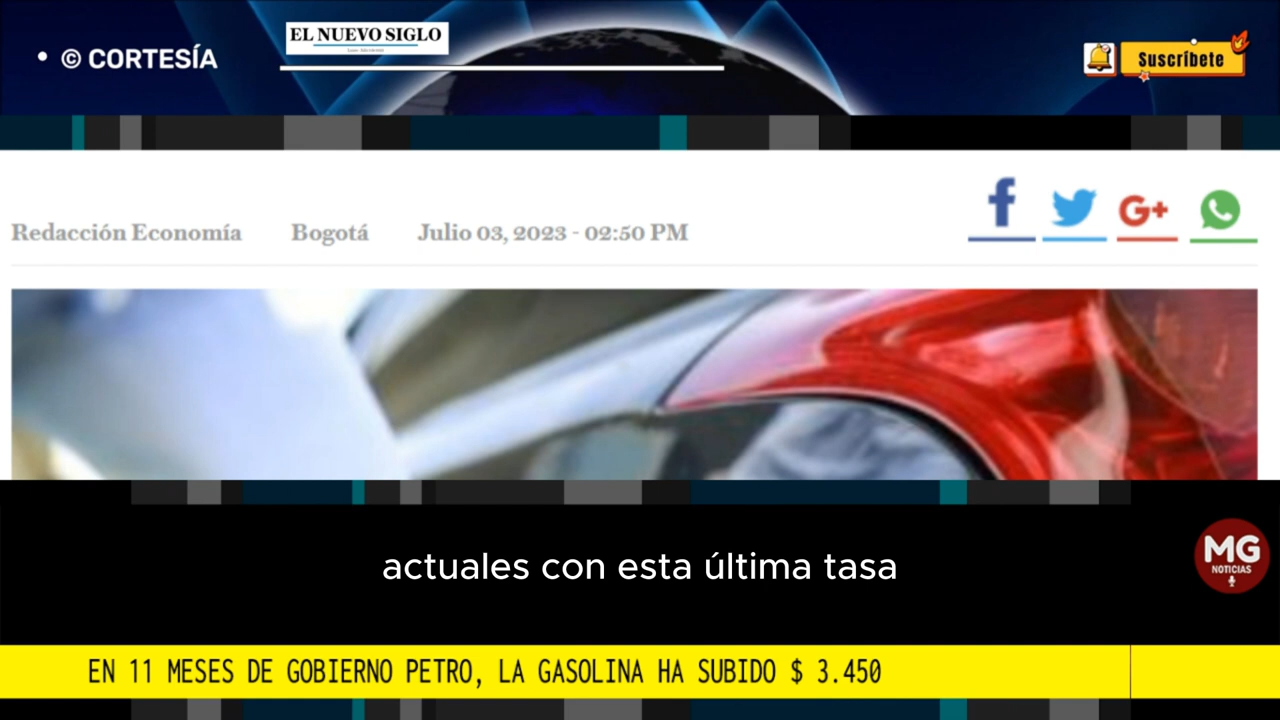 • © CORTESÍA
EL NUEVO SIGLO
Suscríbete
Redacción Economía Bogotá Julio 03, 2023 - 02:50 PM
f G+
actuales con esta última tasa
MG
NOTICIAS
EN 11 MESES DE GOBIERNO PETRO, LA GASOLINA HA SUBIDO $ 3.450